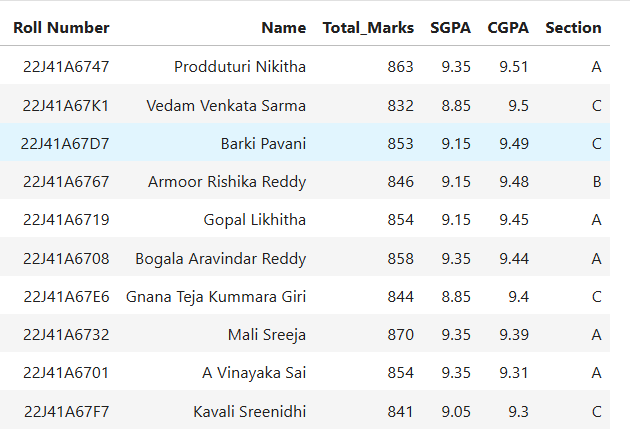 Roll Number Name Total_Marks SGPA CGPA Section
22J41A6747 Prodduturi Nikitha 863 9.35 9.51 A
22J41A67K1 Vedam Venkata Sarma 832 8.85 9.5 C
22J41A67D7 Barki Pavani 853 9.15 9.49 C
22J41A6767 Armoor Rishika Reddy 846 9.15 9.48 B
22J41A6719 Gopal Likhitha 854 9.15 9.45 A
22J41A6708 Bogala Aravindar Reddy 858 9.35 9.44 A
22J41A67E6 Gnana Teja Kummara Giri 844 8.85 9.4 C
22J41A6732 Mali Sreeja 870 9.35 9.39 A
22J41A6701 A Vinayaka Sai 854 9.35 9.31 A
22J41A67F7 Kavali Sreenidhi 841 9.05 9.3 C